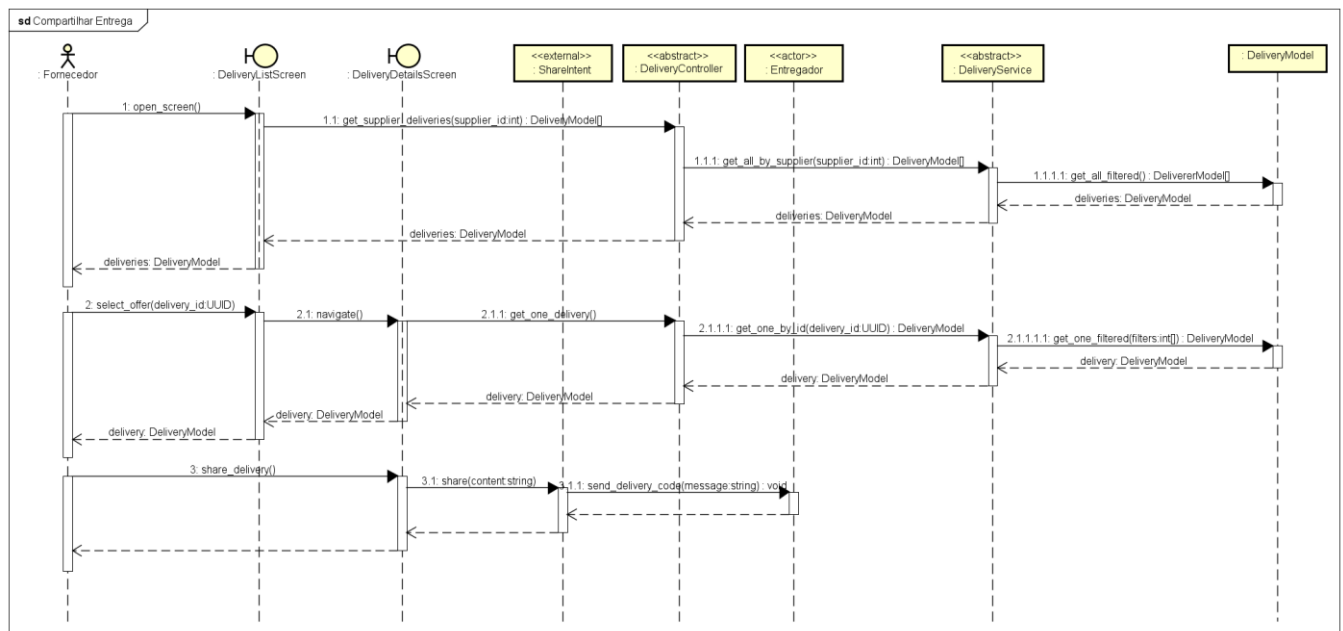 sd Compartilhar Entrega
: Fornecedor
: DeliveryListScreen
: DeliveryDetailsScreen
<<external>>
: ShareIntent
<<abstract>>
: DeliveryController
<<actor>>
: Entregador
<<abstract>>
: DeliveryService
: DeliveryModel
1: open_screen()
1.1: get_supplier_deliveries(supplier_id:int) : DeliveryModel[]
1.1.1: get_all_by_supplier(supplier_id:int) : DeliveryModel[]
1.1.1.1: get_all_filtered() : DelivererModel[]
deliveries: DeliveryModel
deliveries: DeliveryModel
deliveries: DeliveryModel
deliveries: DeliveryModel
2: select_offer(delivery_id:UUID)
2.1: navigate()
2.1.1: get_one_delivery()
2.1.1.1: get_one_by_id(delivery_id:UUID) : DeliveryModel
2.1.1.1.1: get_one_filtered(filters:int[]) : DeliveryModel
delivery: DeliveryModel
delivery: DeliveryModel
delivery: DeliveryModel
delivery: DeliveryModel
delivery: DeliveryModel
3: share_delivery()
3.1: share(content:string)
3.1.1: send_delivery_code(message:string) : void